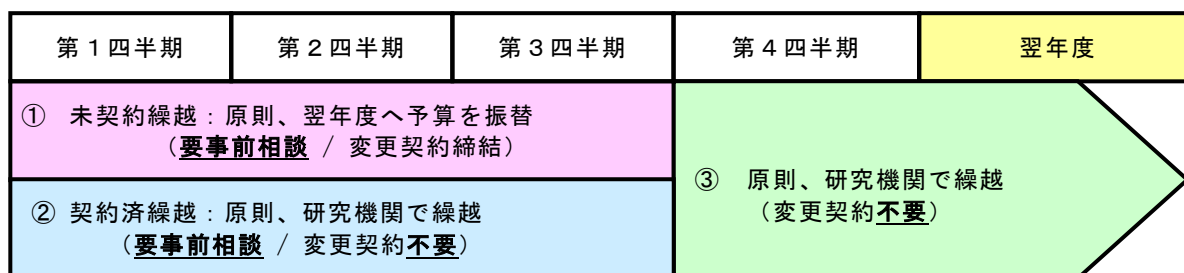 第１四半期 第２四半期 第３四半期 第４四半期 翌年度
① 未契約繰越：原則、翌年度へ予算を振替
（要事前相談 / 変更契約締結）
② 契約済繰越：原則、研究機関で繰越
（要事前相談 / 変更契約不要）
③ 原則、研究機関で繰越
（変更契約不要）